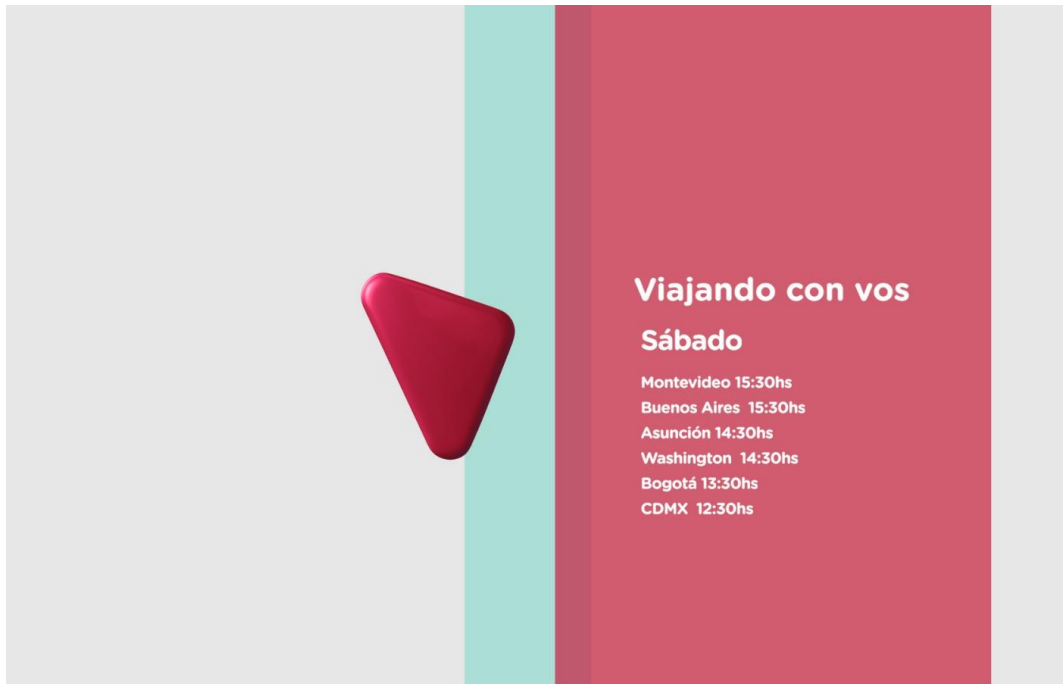 Viajando con vos
Sábado
Montevideo 15:30hs
Buenos Aires  15:30hs
Asunción 14:30hs
Washington  14:30hs
Bogotá 13:30hs
CDMX  12:30hs